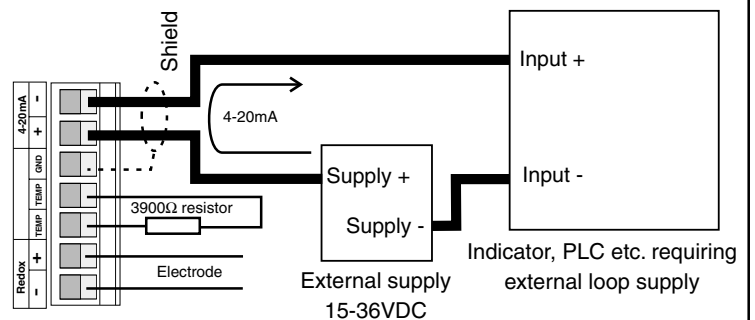 Shield
Input +
4-20mA
-
+
4-20mA
GND
Supply +
Input -
TEMP
3900Ω resistor
TEMP
Supply -
Redox
+
-
Electrode
Indicator, PLC etc. requiring
external loop supply
External supply
15-36VDC